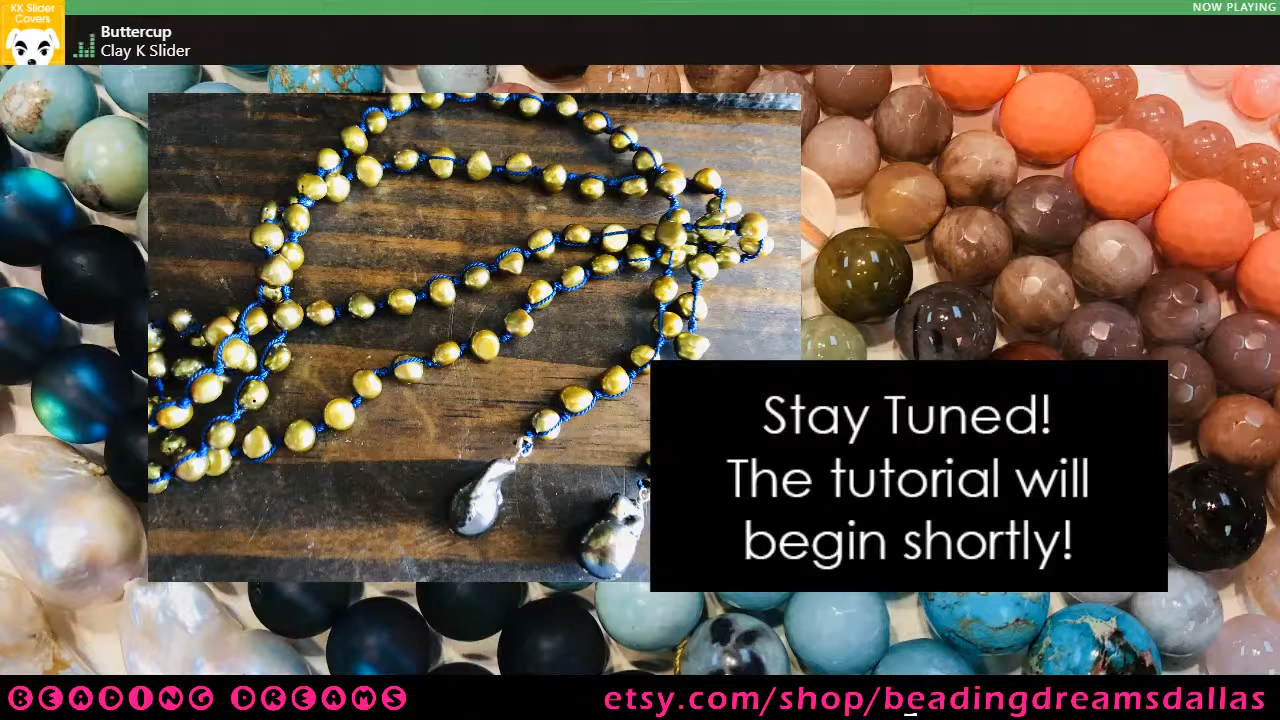 NOW PLAYING
KK Slider
Covers
Buttercup
Clay K Slider
Stay Tuned!
The tutorial will
begin shortly!
BEADING DREAMS
etsy.com/shop/beadingdreamsdallas